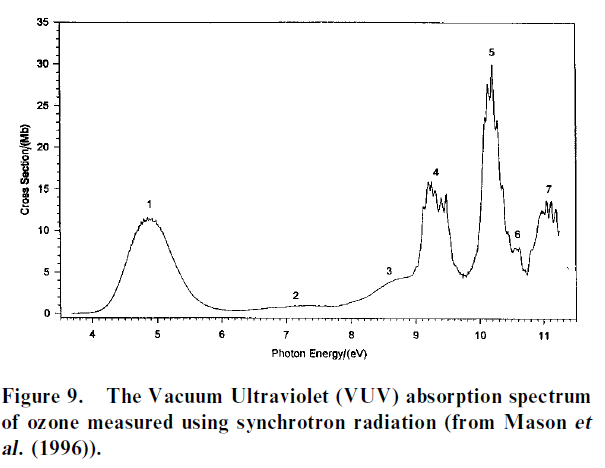 35
30
25
20
15
10
5
0
Cross Section/(Mb)
1
2
3
4
5
6
7
4 5 6 7 8 9 10 11
Photon Energy/(eV)
Figure 9. The Vacuum Ultraviolet (VUV) absorption spectrum
of ozone measured using synchrotron radiation (from Mason et
al. (1996)).